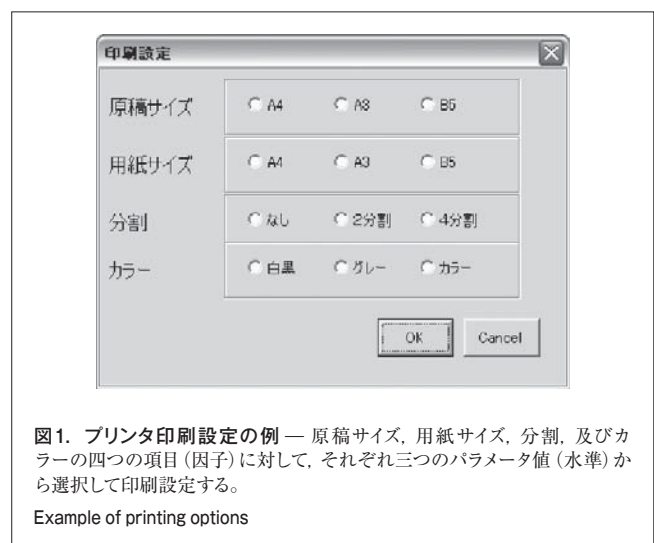 印刷設定
原稿サイズ A4 A3 B5
用紙サイズ A4 A3 B5
分割 なし 2分割 4分割
カラー 白黒 グレー カラー
OK Cancel
図1. プリンタ印刷設定の例 — 原稿サイズ, 用紙サイズ, 分割, 及びカ
ラーの四つの項目(因子)に対して, それぞれ三つのパラメータ値(水準)か
ら選択して印刷設定する。
Example of printing options